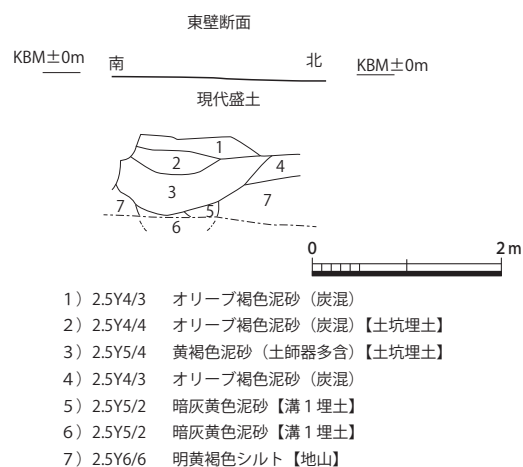 東壁断面
KBM±0m 南 北 KBM±0m
現代盛土
1
2 4
3
7 5 7
6
0 2 m
1）2.5Y4/3 オリーブ褐色泥砂（炭混）
2）2.5Y4/4 オリーブ褐色泥砂（炭混）【土坑埋土】
3）2.5Y5/4 黄褐色泥砂（土師器多含）【土坑埋土】
4）2.5Y4/3 オリーブ褐色泥砂（炭混）
5）2.5Y5/2 暗灰黄色泥砂【溝１埋土】
6）2.5Y5/2 暗灰黄色泥砂【溝１埋土】
7）2.5Y6/6 明黄褐色シルト【地山】